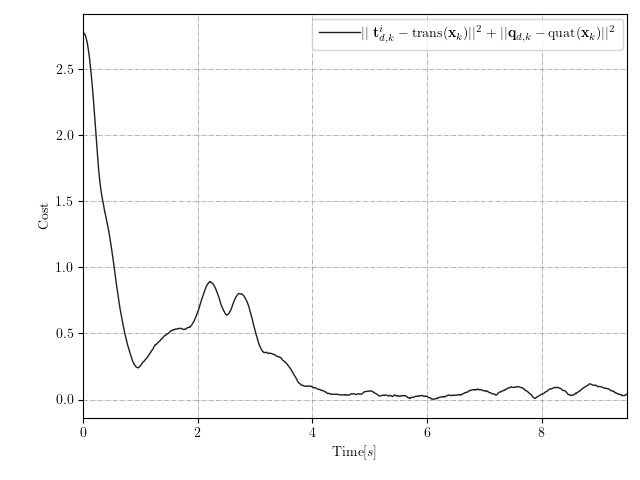 || t^i_{d,k} − trans(x_k)||^2 + ||q_{d,k} − quat(x_k)||^2
2.5
2.0
1.5
1.0
0.5
0.0
Cost
0 2 4 6 8
Time[s]